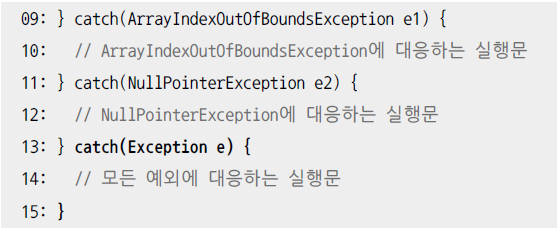 09: } catch(ArrayIndexOutOfBoundsException e1) {
10:   // ArrayIndexOutOfBoundsException에 대응하는 실행문
11: } catch(NullPointerException e2) {
12:   // NullPointerException에 대응하는 실행문
13: } catch(Exception e) {
14:   // 모든 예외에 대응하는 실행문
15: }